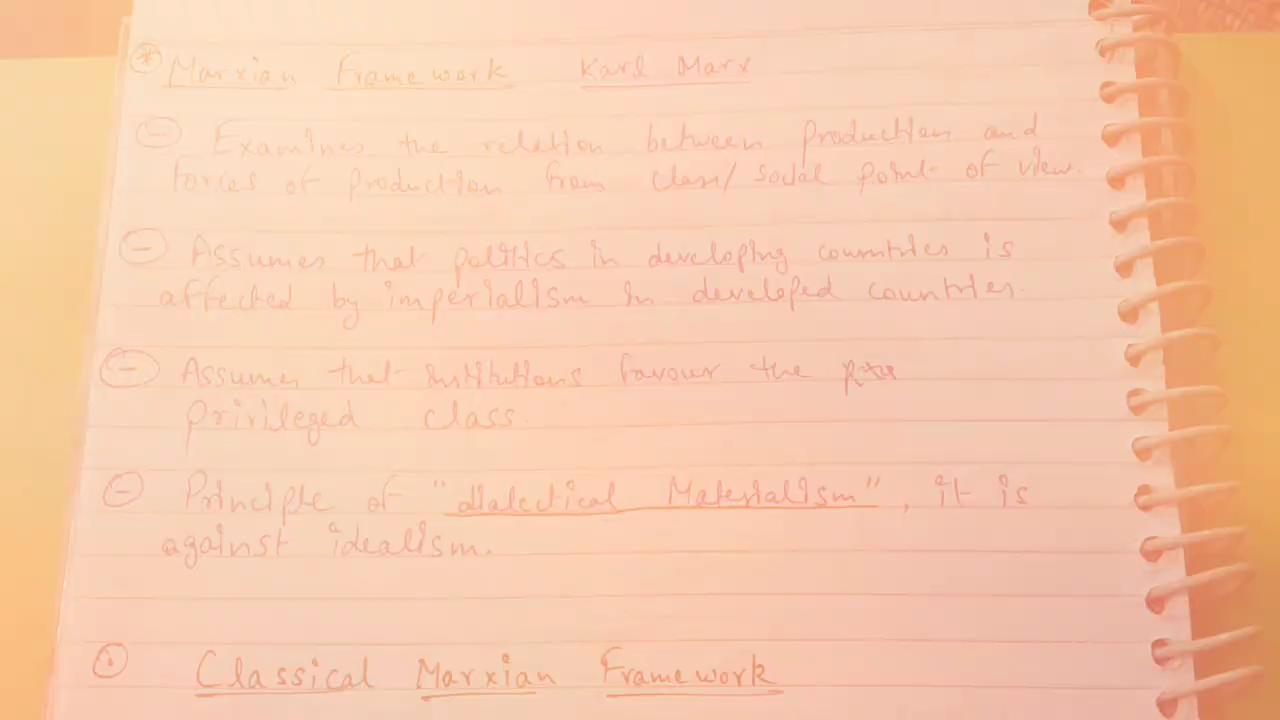 * Marxian Framework Karl Marx
- Examines the relation between production and
forces of production from class/social point of view.
- Assumes that politics in developing countries is
affected by imperialism in developed countries.
- Assumes that institutions favour the
privileged class.
- Principle of "dialectical Materialism", it is
against idealism.
Classical Marxian Framework